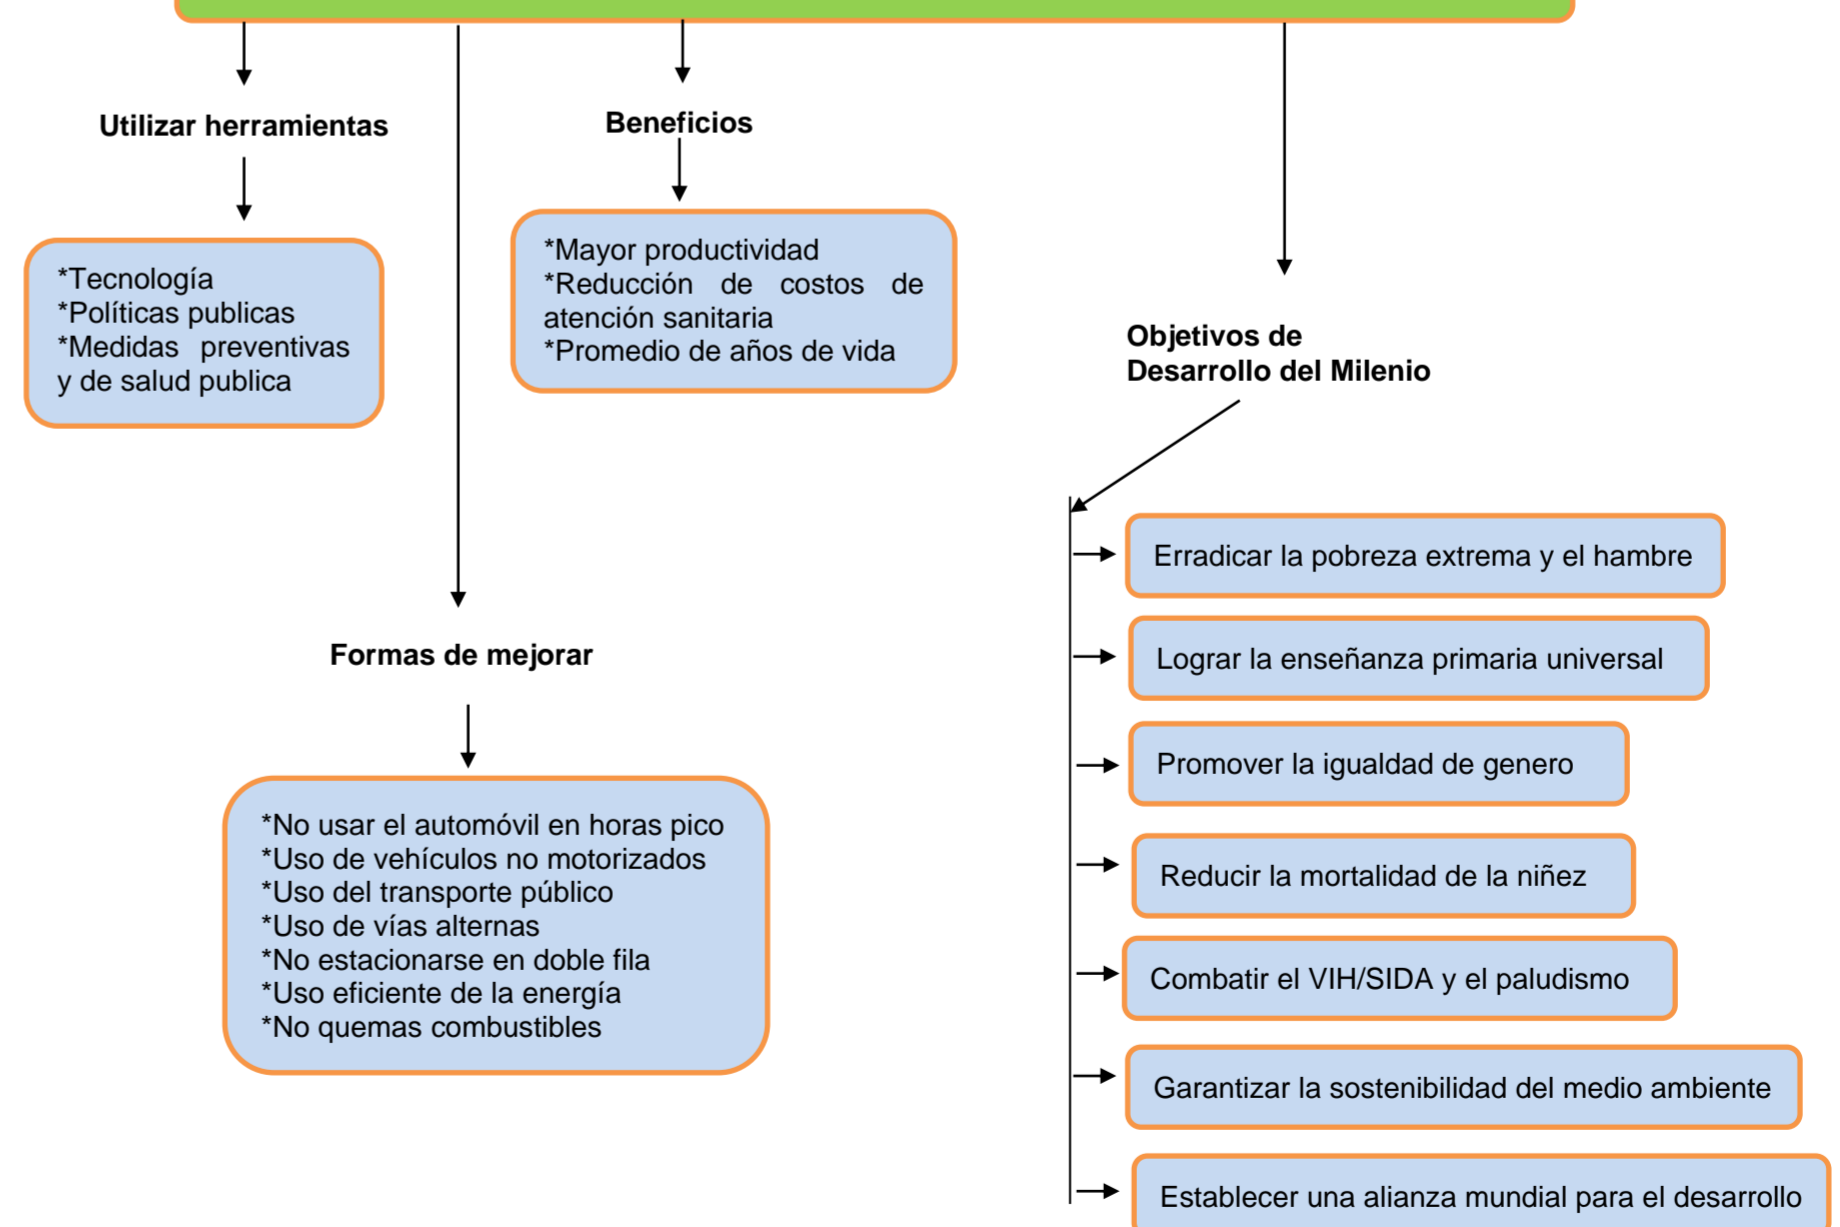 Utilizar herramientas
*Tecnología
*Políticas publicas
*Medidas preventivas
y de salud publica
Beneficios
*Mayor productividad
*Reducción de costos de
atención sanitaria
*Promedio de años de vida
Formas de mejorar
*No usar el automóvil en horas pico
*Uso de vehículos no motorizados
*Uso del transporte público
*Uso de vías alternas
*No estacionarse en doble fila
*Uso eficiente de la energía
*No quemas combustibles
Objetivos de
Desarrollo del Milenio
Erradicar la pobreza extrema y el hambre
Lograr la enseñanza primaria universal
Promover la igualdad de genero
Reducir la mortalidad de la niñez
Combatir el VIH/SIDA y el paludismo
Garantizar la sostenibilidad del medio ambiente
Establecer una alianza mundial para el desarrollo